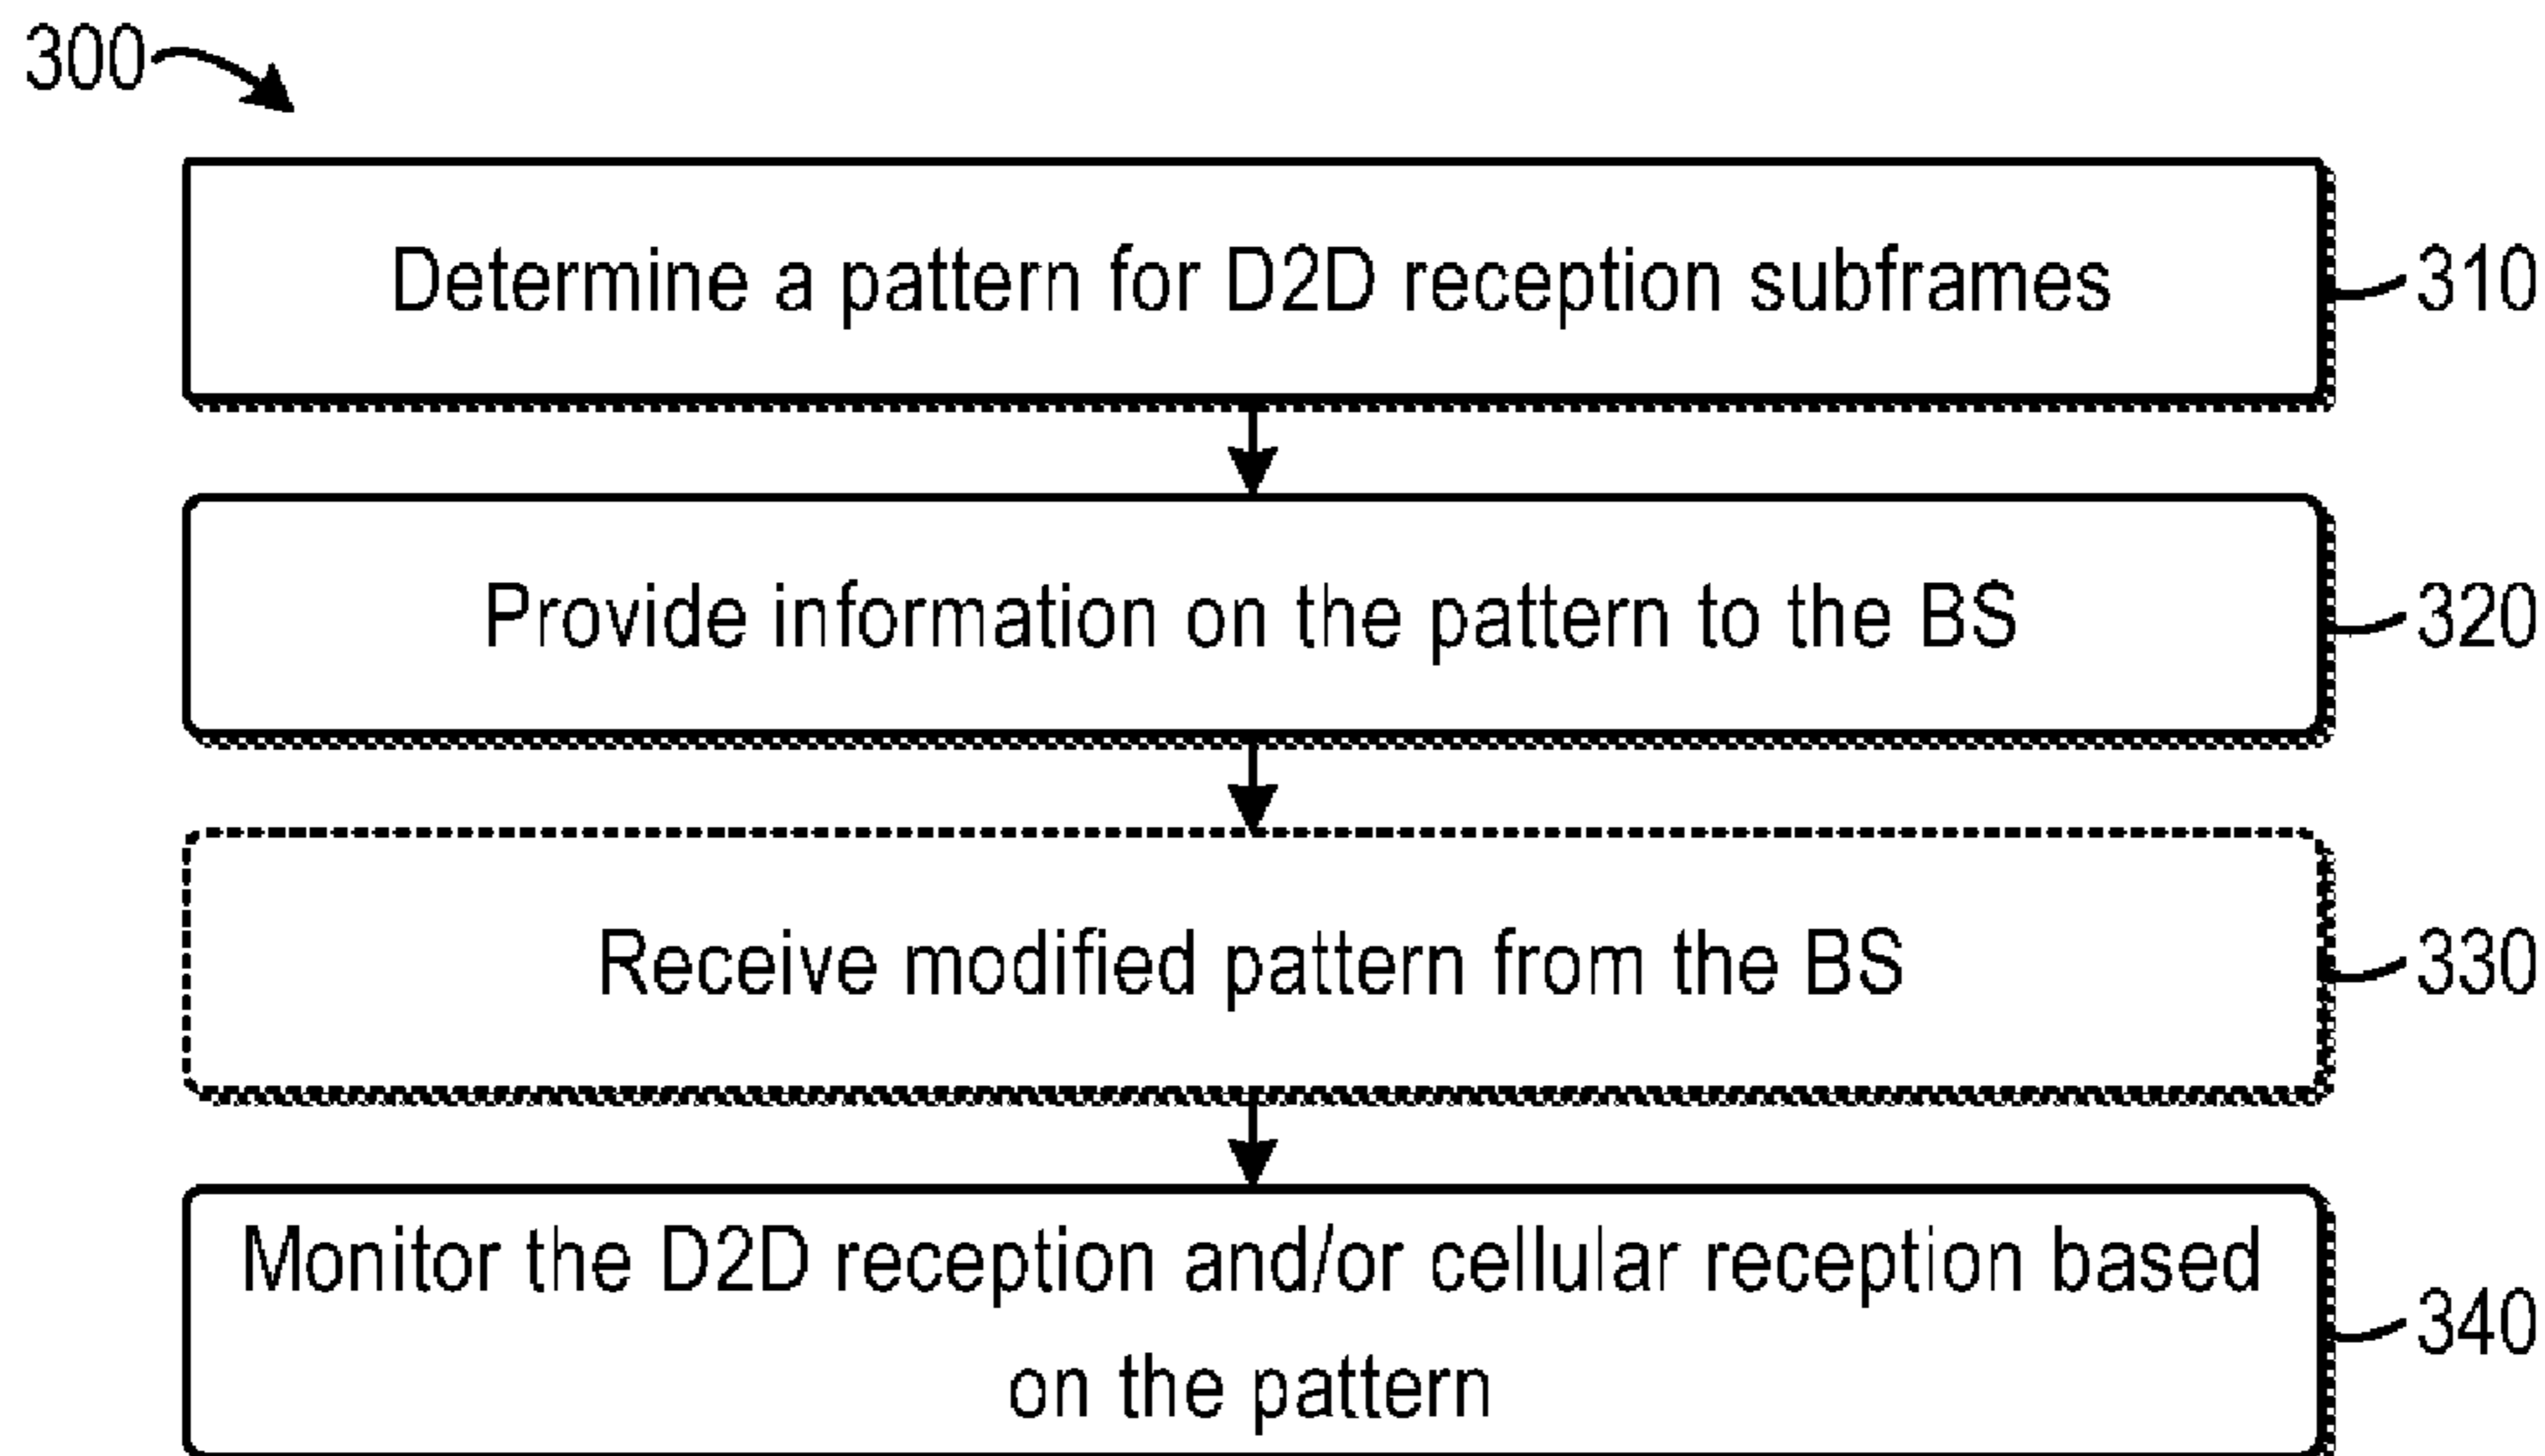 300
Determine a pattern for D2D reception subframes
310
Provide information on the pattern to the BS
320
Receive modified pattern from the BS
330
Monitor the D2D reception and/or cellular reception based
on the pattern
340